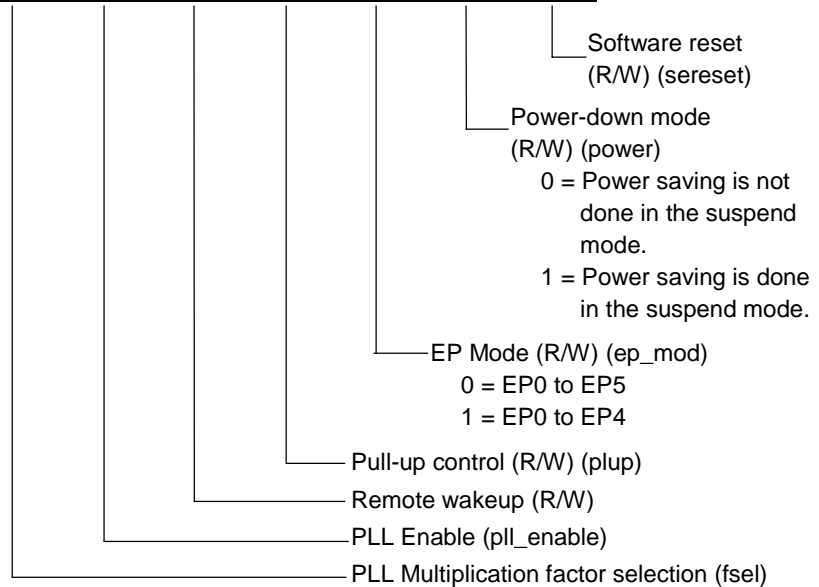 Software reset
(R/W) (sereset)
Power-down mode
(R/W) (power)
0 = Power saving is not
done in the suspend
mode.
1 = Power saving is done
in the suspend mode.
EP Mode (R/W) (ep_mod)
0 = EP0 to EP5
1 = EP0 to EP4
Pull-up control (R/W) (plup)
Remote wakeup (R/W)
PLL Enable (pll_enable)
PLL Multiplication factor selection (fsel)